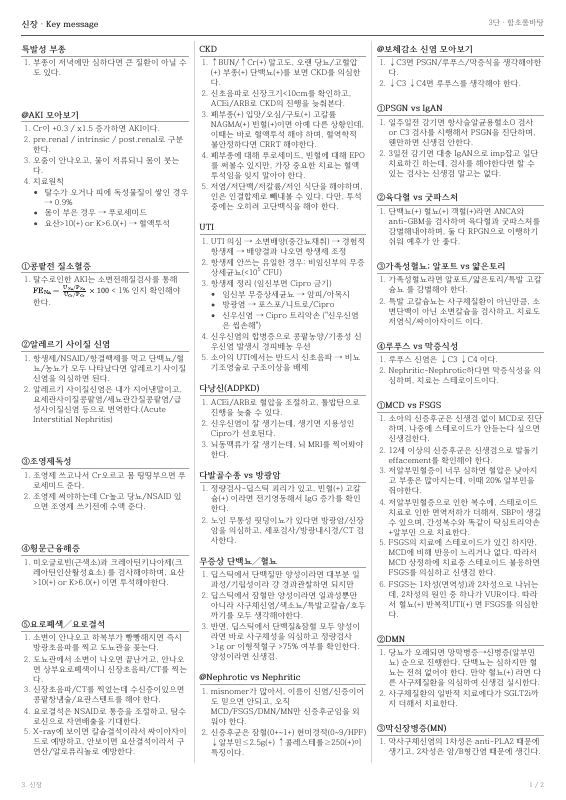 신장 · Key message
3단 · 함초롬바탕
특발성 부종
1. 부종이 저녁에만 심하다면 큰 질환이 아닐 수
도 있다.
@AKI 모아보기
1. Cr이 +0.3 / x1.5 증가하면 AKI이다.
2. pre.renal / intrinsic / post.renal로 구분
한다.
3. 오줌이 안나오고, 몸이 저류되니 몸이 붓는
다.
4. 치료원칙
• 탈수가 오거나 피에 독성물질이 쌓인 경우
→ 0.9%
• 몸이 부은 경우 → 푸로세미드
• 요산>10(+) or K>6.0(+) → 혈액투석
①콩팥전 질소혈증
1. 탈수로인한 AKI는 소변전해질검사를 통해
× 100 < 1% 인지 확인해야
한다.
②알레르기 사이질 신염
1. 항생제/NSAID/항결핵제를 먹고 단백뇨/혈
뇨/농뇨가 모두 나타났다면 알레르기 사이질
신염을 의심하면 된다.
2. 알레르기 사이질신염은 내가 지어낸말이고,
요세관사이질콩팥염/세뇨관간질콩팥염/급
성사이질신염 등으로 번역한다.(Acute
Interstitial Nephritis)
③조영제독성
1. 조영제 쓰고나서 Cr오르고 몸 띵띵부으면 푸
로세미드 준다.
2. 조영제 써야하는데 Cr높고 당뇨/NSAID 있
으면 조영제 쓰기전에 수액 준다.
④횡문근융해증
1. 미오글로빈(근색소)과 크레아틴키나아제(크
레아틴인산활성효소) 를 검사해야하며, 요산
>10(+) or K>6.0(+) 이면 투석해야한다.
⑤요로폐색／요로결석
1. 소변이 안나오고 하복부가 빵빵해지면 즉시
방광초음파를 찍고 도뇨관을 꽂는다.
2. 도뇨관에서 소변이 나오면 끝난거고, 안나오
면 상부요로폐색이니 신장초음파/CT를 찍는
다.
3. 신장초음파/CT를 찍었는데 수신증이있으면
콩팥창냄술/요관스텐트를 해야 한다.
4. 요로결석은 NSAID로 통증을 조절하고, 탐수
로신으로 자연배출을 기대한다.
5. X-ray에 보이면 칼슘결석이라서 싸이아자이
드로 예방하고, 안보이면 요산결석이라서 구
연산/알로퓨리놀로 예방한다.
CKD
1. ↑BUN/↑Cr(+) 말고도, 오랜 당뇨/고혈압
(+) 부종(+) 단백뇨(+)를 보면 CKD를 의심한
다.
2. 신초음파로 신장크기<10cm를 확인하고,
ACEi/ARB로 CKD의 진행을 늦춰본다.
3. 폐부종(+) 입맛/오심/구토(+) 고칼륨
NAGMA(+) 빈혈(+)이면 아예 다른 상황인데,
이때는 바로 혈액투석 해야 하며, 혈역학적
불안정하다면 CRRT 해야한다.
4. 폐부종에 대해 푸로세미드, 빈혈에 대해 EPO
를 써볼수 있지만, 가장 중요한 치료는 혈액
투석임을 잊지 말아야 한다.
5. 저염/저단백/저칼륨/저인 식단을 해야하며,
인은 인결합제로 빼내볼 수 있다. 다만, 투석
중에는 오히려 고단백식을 해야 한다.
UTI
1. UTI 의심 → 소변배양(중간뇨채취) → 경험적
항생제 → 배양결과 나오면 항생제 조정
2. 항생제 안쓰는 유일한 경우: 비임신부의 무증
상세균뇨(<10⁵ CFU)
3. 항생제 정리 (임신부면 Cipro 금기)
• 임신부 무증상세균뇨 → 암피/아목시
• 방광염 → 포스포/니트로/Cipro
• 신우신염 → Cipro 트리악손 ("신우신염
은 씹손해")
4. 신우신염의 합병증으로 콩팥농양/기종성 신
우신염 발생시 경피배농 우선
5. 소아의 UTI에서는 반드시 신초음파 → 비뇨
기조영술로 구조이상을 배제
다낭신(ADPKD)
1. ACEi/ARB로 혈압을 조절하고, 톨밥탄으로
진행을 늦출 수 있다.
2. 신우신염이 잘 생기는데, 생기면 지용성인
Cipro가 선호된다.
3. 뇌동맥류가 잘 생기는데, 뇌 MRI를 찍어봐야
한다.
다발골수종 vs 방광암
1. 정량검사-딥스틱 괴리가 있고, 빈혈(+) 고칼
슘(+) 이라면 전기영동해서 IgG 증가를 확인
한다.
2. 노인 무통성 핏덩이뇨가 있다면 방광암/신장
암을 의심하고, 세포검사/방광내시경/CT 검
사한다.
무증상 단백뇨／혈뇨
1. 딥스틱에서 단백질만 양성이라면 대부분 일
과성/기립성이라 걍 경과관찰하면 되지만
2. 딥스틱에서 잠혈만 양성이라면 일과성뿐만
아니라 사구체신염/색소뇨/특발고칼슘/호두
까기를 모두 생각해야한다.
3. 반면, 딥스틱에서 단백질&잠혈 모두 양성이
라면 바로 사구체성을 의심하고 정량검사
>1g or 이형적혈구 >75% 여부를 확인한다.
양성이라면 신생검.
@Nephrotic vs Nephritic
1. misnomer가 많아서, 이름이 신염/신증이어
도 믿으면 안되고, 오직
MCD/FSGS/DMN/MN만 신증후군임을 외
워야 한다.
2. 신증후군은 잠혈(0~+1) 현미경적(0~9/HPF)
↓알부민≤2.5g(+) ↑콜레스테롤≥250(+)이
특징이다.
@보체감소 신염 모아보기
1. ↓C3면 PSGN/루푸스/막증식을 생각해야한
다.
2. ↓C3 ↓C4면 루푸스를 생각해야 한다.
①PSGN vs IgAN
1. 일주일전 감기면 항사슬알균용혈소O 검사
or C3 검사를 시행해서 PSGN을 진단하며,
웬만하면 신생검 안한다.
2. 3일전 감기면 대충 IgAN으로 imp잡고 일단
치료하긴 하는데, 검사를 해야한다면 할 수
있는 검사는 신생검 말고는 없다.
②육다혈 vs 굿파스처
1. 단백뇨(+) 혈뇨(+) 객혈(+)라면 ANCA와
anti-GBM을 검사하여 육다혈과 굿파스처를
감별해내야하며, 둘 다 RPGN으로 이행하기
쉬워 예후가 안 좋다.
③가족성혈뇨: 알포트 vs 얇은토리
1. 가족성혈뇨라면 알포트/얇은토리/특발 고칼
슘뇨 를 감별해야 한다.
2. 특발 고칼슘뇨는 사구체질환이 아닌만큼, 소
변단백이 아닌 소변칼슘을 검사하고, 치료도
저염식/싸이아자이드 이다.
④루푸스 vs 막증식성
1. 루푸스 신염은 ↓C3 ↓C4 이다.
2. Nephritic-Nephrotic하다면 막증식성을 의
심하며, 치료는 스테로이드이다.
①MCD vs FSGS
1. 소아의 신증후군은 신생검 없이 MCD로 진단
하며, 나중에 스테로이드가 안듣는다 싶으면
신생검한다.
2. 12세 이상의 신증후군은 신생검으로 발돌기
effacement를 확인해야 한다.
3. 저알부민혈증이 너무 심하면 혈압은 낮아지
고 부종은 많아지는데, 이때 20% 알부민을
줘야한다.
4. 저알부민혈증으로 인한 복수에, 스테로이드
치료로 인한 면역저하가 더해져, SBP이 생길
수 있으며, 간성복수와 똑같이 탁심트리악손
+알부민 으로 치료한다.
5. FSGS의 치료에 스테로이드가 있긴 하지만,
MCD에 비해 반응이 느리거나 없다. 따라서
MCD 상정하에 치료중 스테로이드 불응하면
FSGS를 의심하고 신생검 한다.
6. FSGS는 1차성(면역성)과 2차성으로 나뉘는
데, 2차성의 원인 중 하나가 VUR이다. 따라
서 혈뇨(+) 반복적UTI(+) 면 FSGS를 의심한
다.
②DMN
1. 당뇨가 오래되면 망막병증→신병증(알부민
뇨) 순으로 진행한다. 단백뇨는 심하지만 혈
뇨는 전혀 없어야 한다. 만약 혈뇨(+)라면 다
른 사구체질환을 의심하여 신생검 실시한다.
2. 사구체질환의 일반적 치료에다가 SGLT2i까
지 더해서 치료한다.
③막신장병증(MN)
1. 막사구체신염의 1차성은 anti-PLA2 때문에
생기고, 2차성은 암/B형간염 때문에 생긴다.
3. 신장
1 / 2